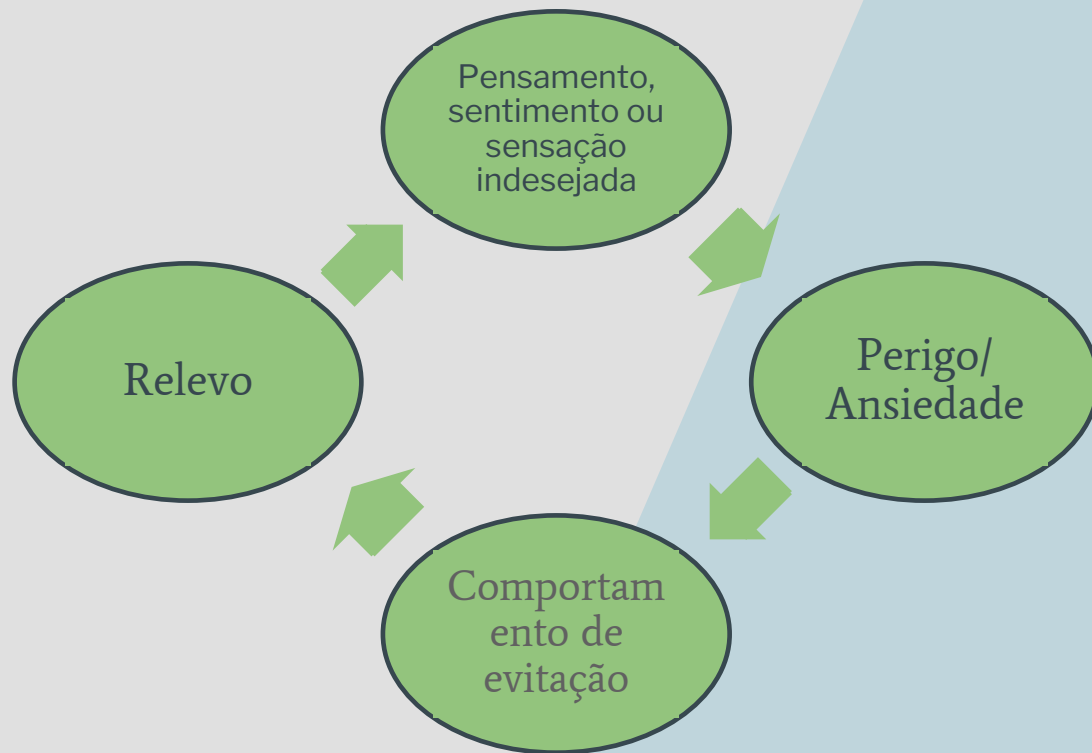 Pensamento,
sentimento ou
sensação
indesejada
Relevo
Perigo/
Ansiedade
Comportam
ento de
evitação